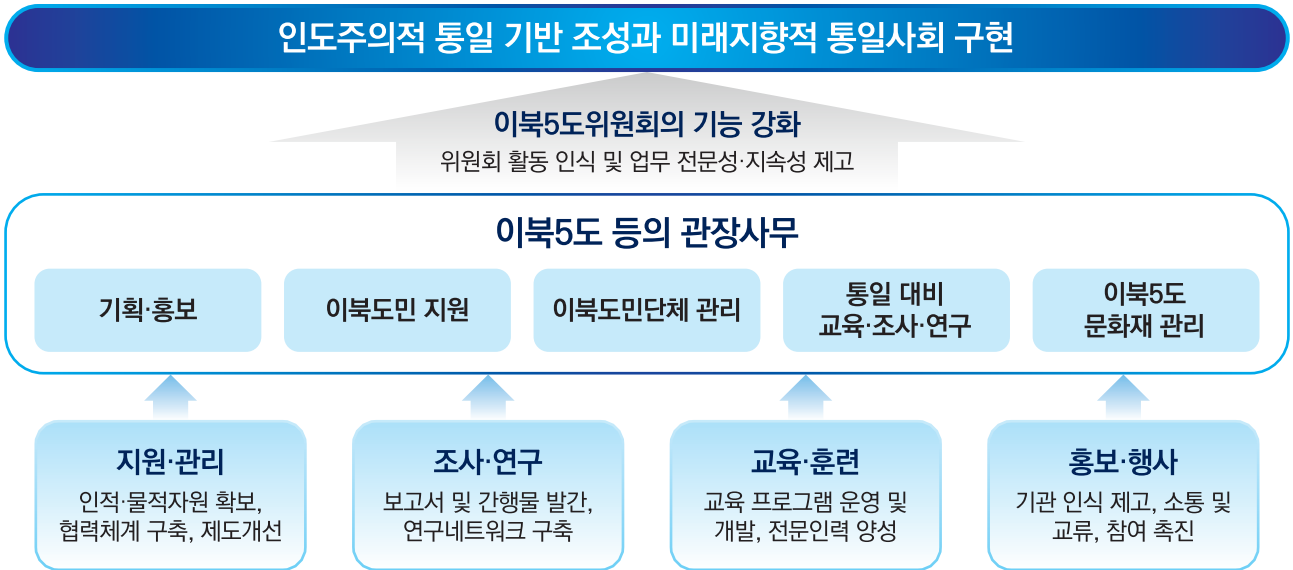 인도주의적 통일 기반 조성과 미래지향적 통일사회 구현
이북5도위원회의 기능 강화
위원회 활동 인식 및 업무 전문성·지속성 제고
이북5도 등의 관장사무
기획·홍보
이북도민 지원
이북도민단체 관리
통일 대비
교육·조사·연구
이북5도
문화재 관리
지원·관리
인적·물적자원 확보,
협력체계 구축, 제도개선
조사·연구
보고서 및 간행물 발간,
연구네트워크 구축
교육·훈련
교육 프로그램 운영 및
개발, 전문인력 양성
홍보·행사
기관 인식 제고, 소통 및
교류, 참여 촉진